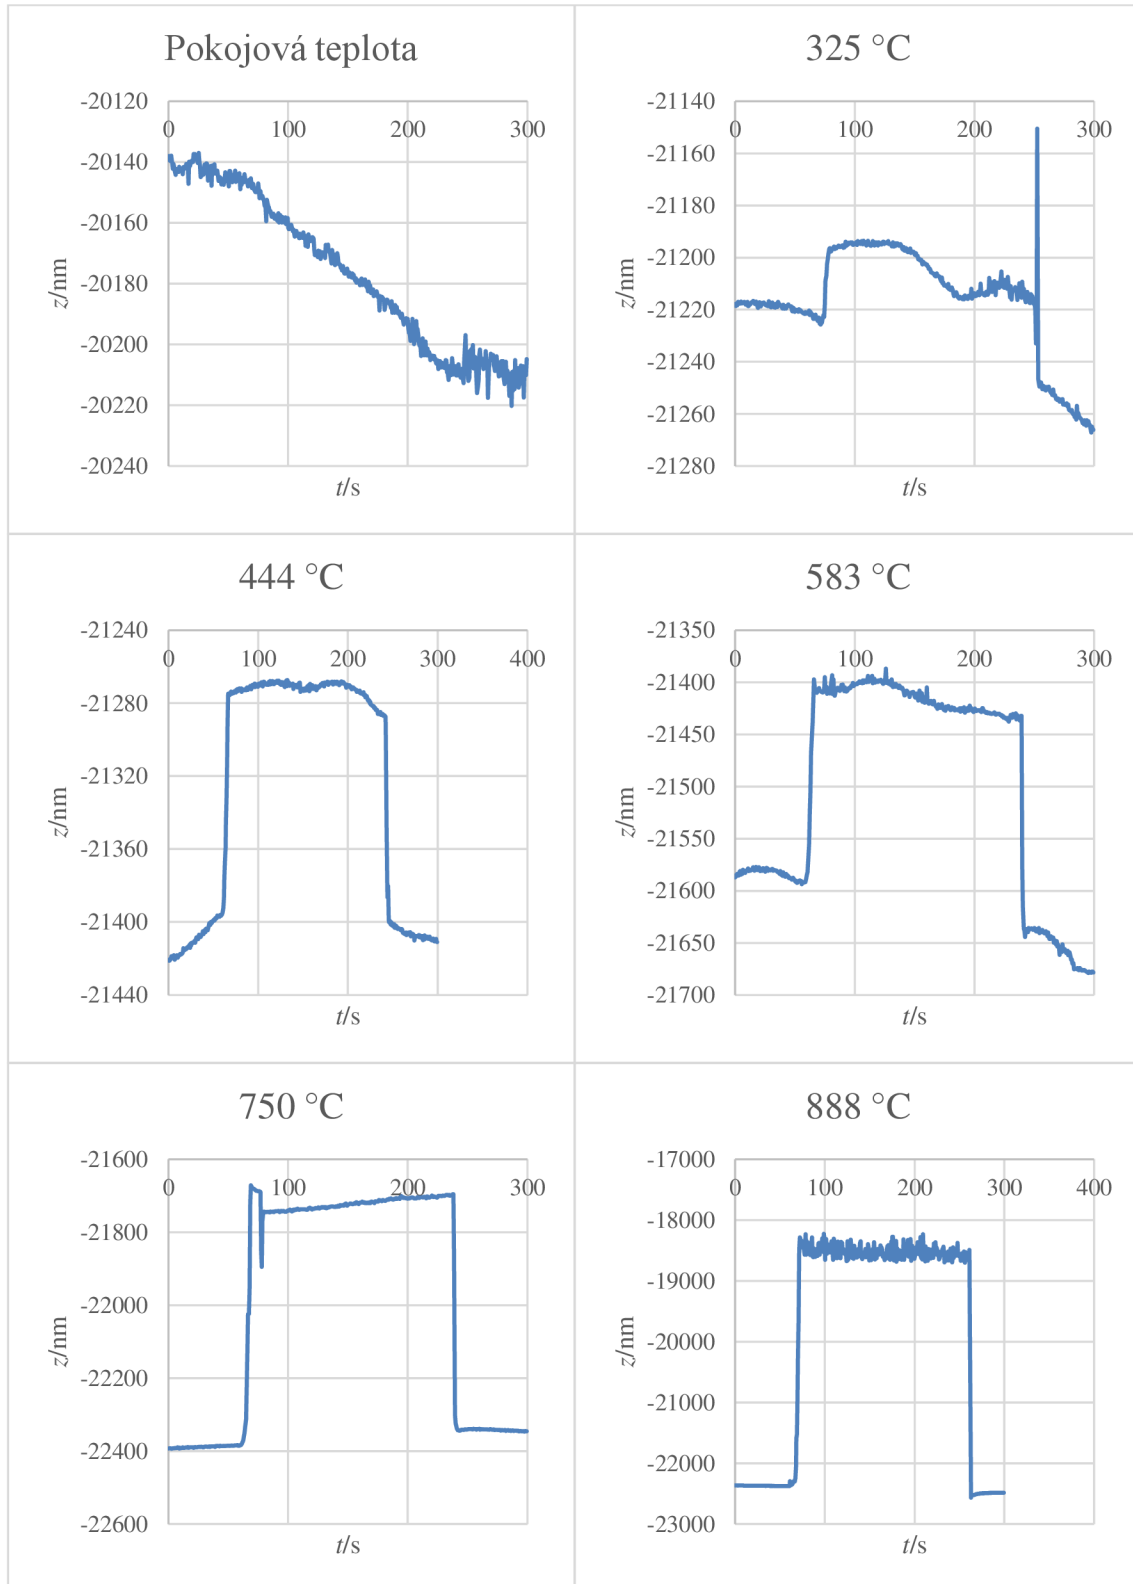 Pokojová teplota
-20120
0 100 200 300
-20140
-20160
-20180
-20200
-20220
-20240
z/nm
t/s
325 °C
-21140
0 100 200 300
-21160
-21180
-21200
-21220
-21240
-21260
-21280
z/nm
t/s
444 °C
-21240
0 100 200 300 400
-21280
-21320
-21360
-21400
-21440
z/nm
t/s
583 °C
-21350
0 100 200 300
-21400
-21450
-21500
-21550
-21600
-21650
-21700
z/nm
t/s
750 °C
-21600
0 100 200 300
-21800
-22000
-22200
-22400
-22600
z/nm
t/s
888 °C
-17000
0 100 200 300 400
-18000
-19000
-20000
-21000
-22000
-23000
z/nm
t/s